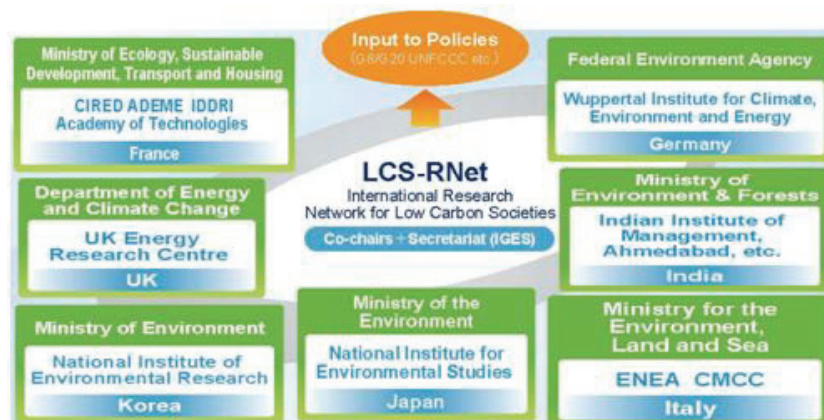 Input to Policies
(G8/G20 UNFCCC etc.)
Ministry of Ecology, Sustainable
Development, Transport and Housing
CIRED ADEME IDDRI
Academy of Technologies
France
Federal Environment Agency
Wuppertal Institute for Climate,
Environment and Energy
Germany
LCS-RNet
International Research
Network for Low Carbon Societies
Co-chairs + Secretariat (IGES)
Department of Energy
and Climate Change
UK Energy
Research Centre
UK
Ministry of
Environment & Forests
Indian Institute of
Management,
Ahmedabad, etc.
India
Ministry of Environment
National Institute of
Environmental Research
Korea
Ministry of the
Environment
National Institute for
Environmental Studies
Japan
Ministry for the
Environment,
Land and Sea
ENEA CMCC
Italy